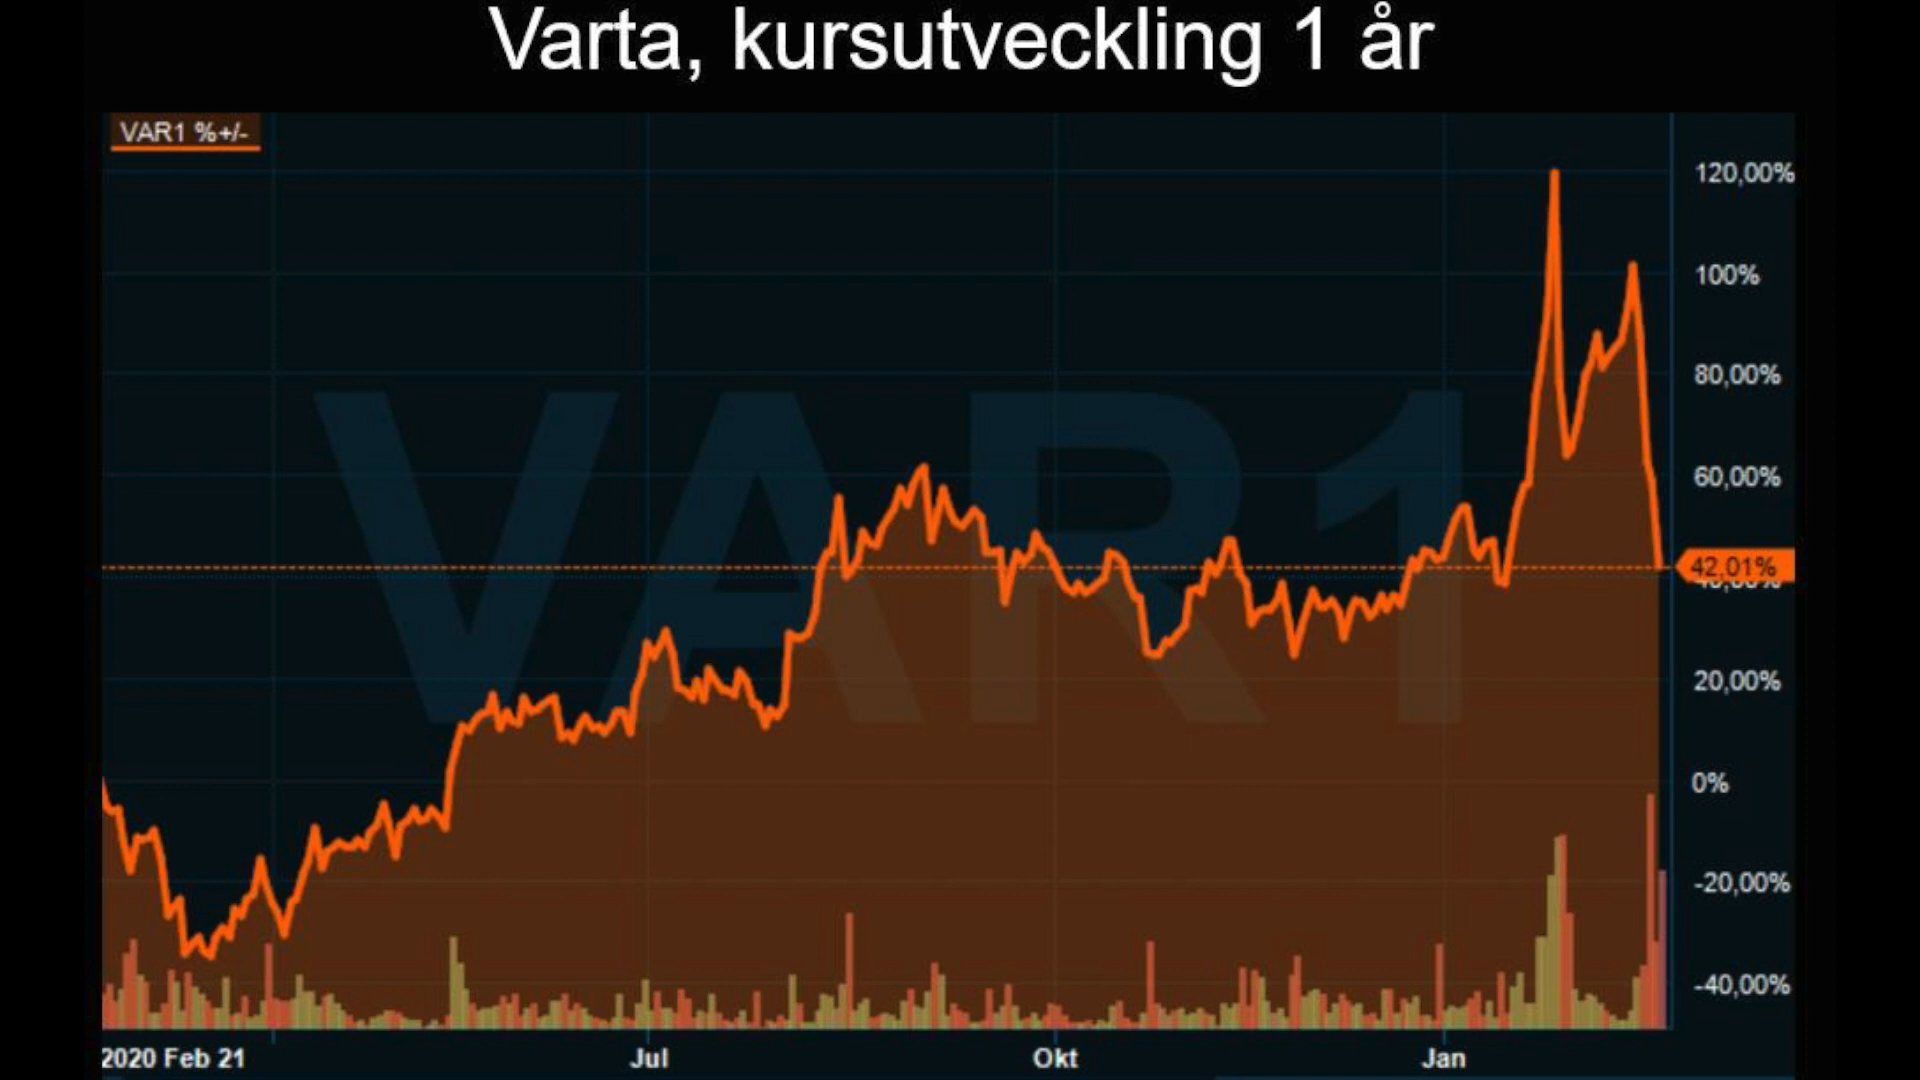 Varta, kursutveckling 1 år
VAR1 %+/-
VAR1
120,00%
100%
80,00%
60,00%
42,01%
20,00%
0%
-20,00%
-40,00%
2020 Feb 21
Jul
Okt
Jan